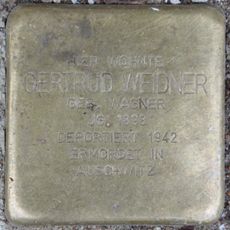 HIER WOHNTE
GERTRUD WEIDNER
GEB. WAGNER
JG. 1893
DEPORTIERT 1942
ERMORDET IN
AUSCHWITZ